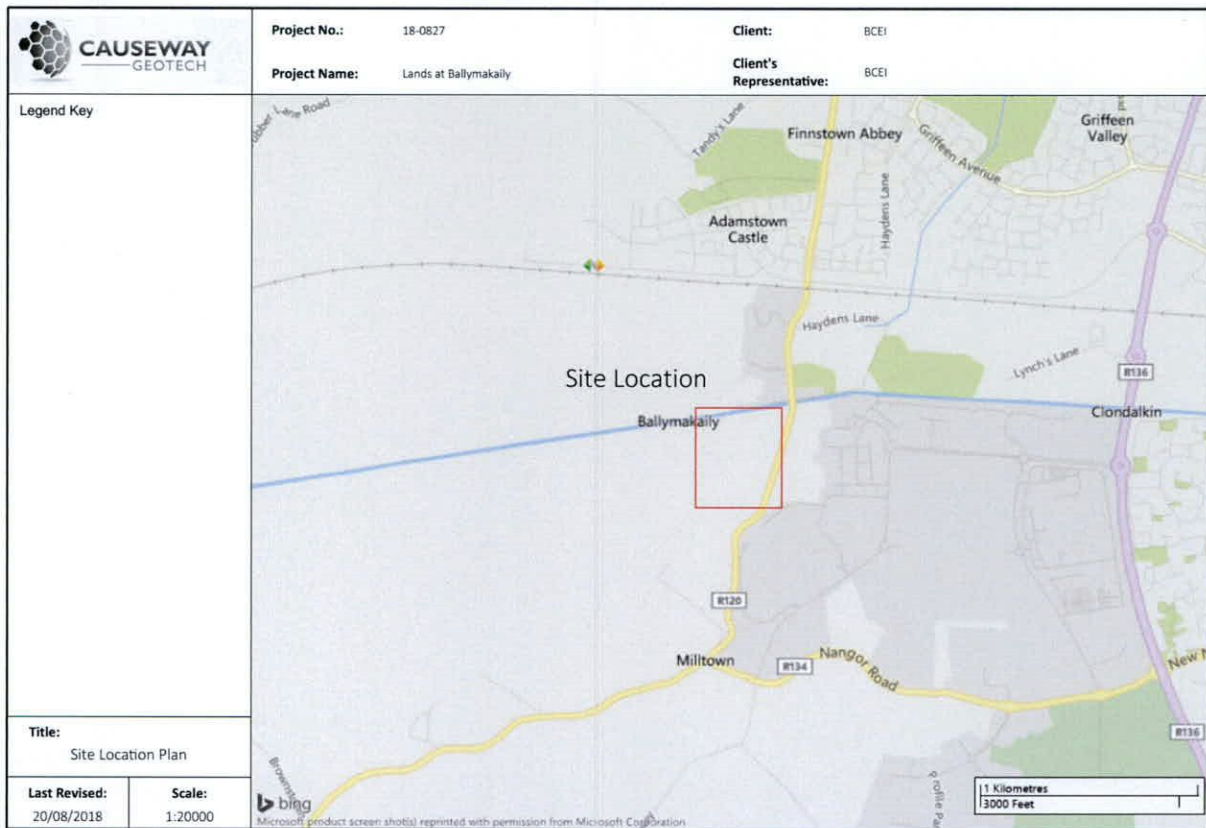 CAUSEWAY
GEOTECH
Project No.: 18-0827 Client: BCEI
Project Name: Lands at Ballymakaily Client's Representative: BCEI
Legend Key
Tandy's Lane
Finnstown Abbey
Griffeen Avenue
Griffeen
Valley
Haydens Lane
Adamstown
Castle
Haydens Lane
Lynch's Lane
R136
Site Location
Ballymakaily
Clondalkin
R120
Milltown
R134
Nangor Road
New N
R136
Title:
Site Location Plan
Last Revised: Scale:
20/08/2018 1:20000
bing
Microsoft product screen shot(s) reprinted with permission from Microsoft Corporation
1 Kilometres
3000 Feet